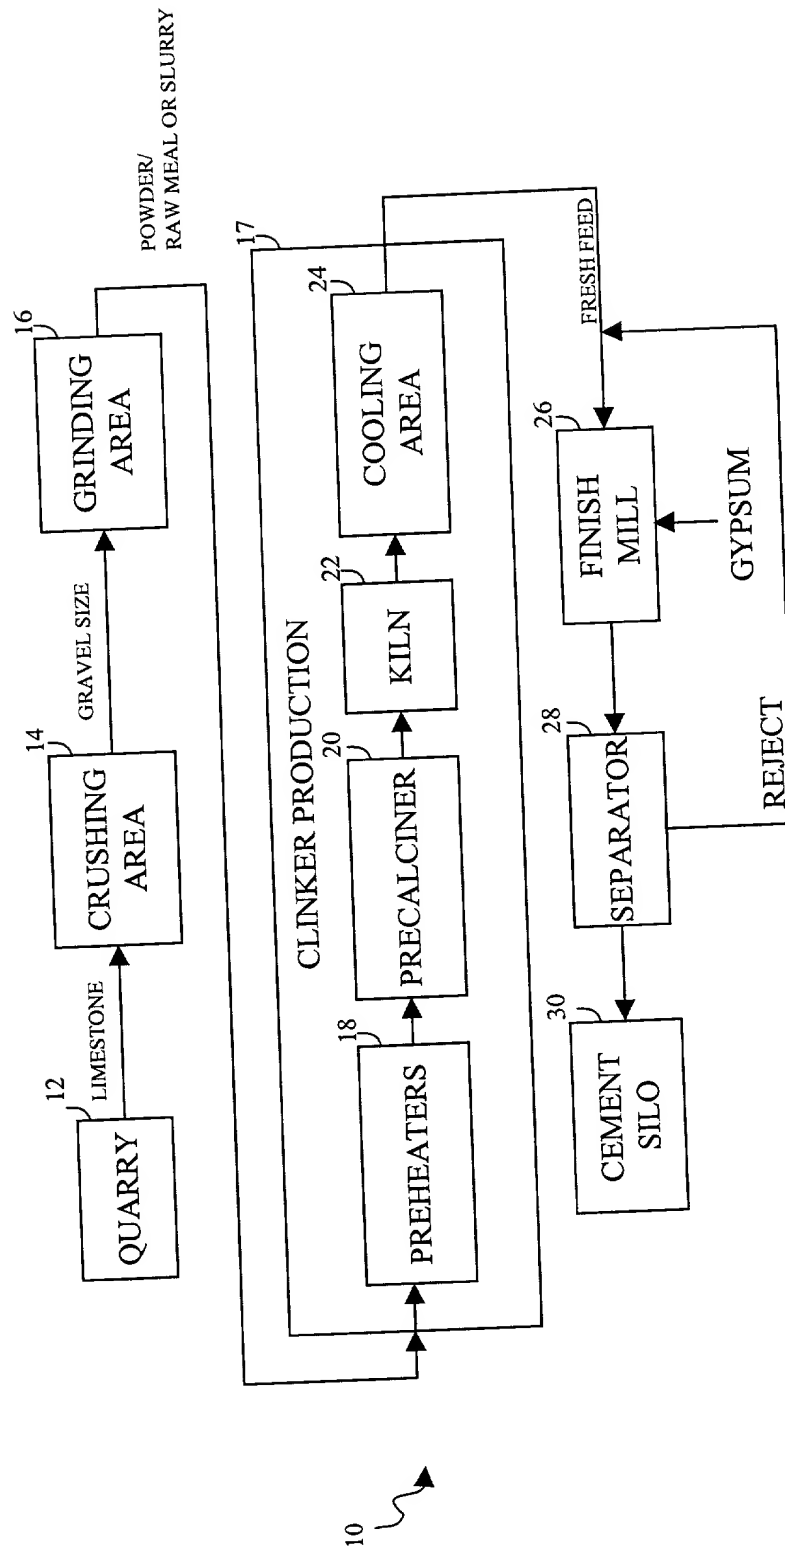 12
QUARRY
LIMESTONE
14
CRUSHING
AREA
GRAVEL SIZE
16
GRINDING
AREA
POWDER/
RAW MEAL OR SLURRY
17
CLINKER PRODUCTION
18
PREHEATERS
20
PRECALCINER
22
KILN
24
COOLING
AREA
FRESH FEED
26
FINISH
MILL
GYPSUM
28
SEPARATOR
REJECT
30
CEMENT
SILO
10